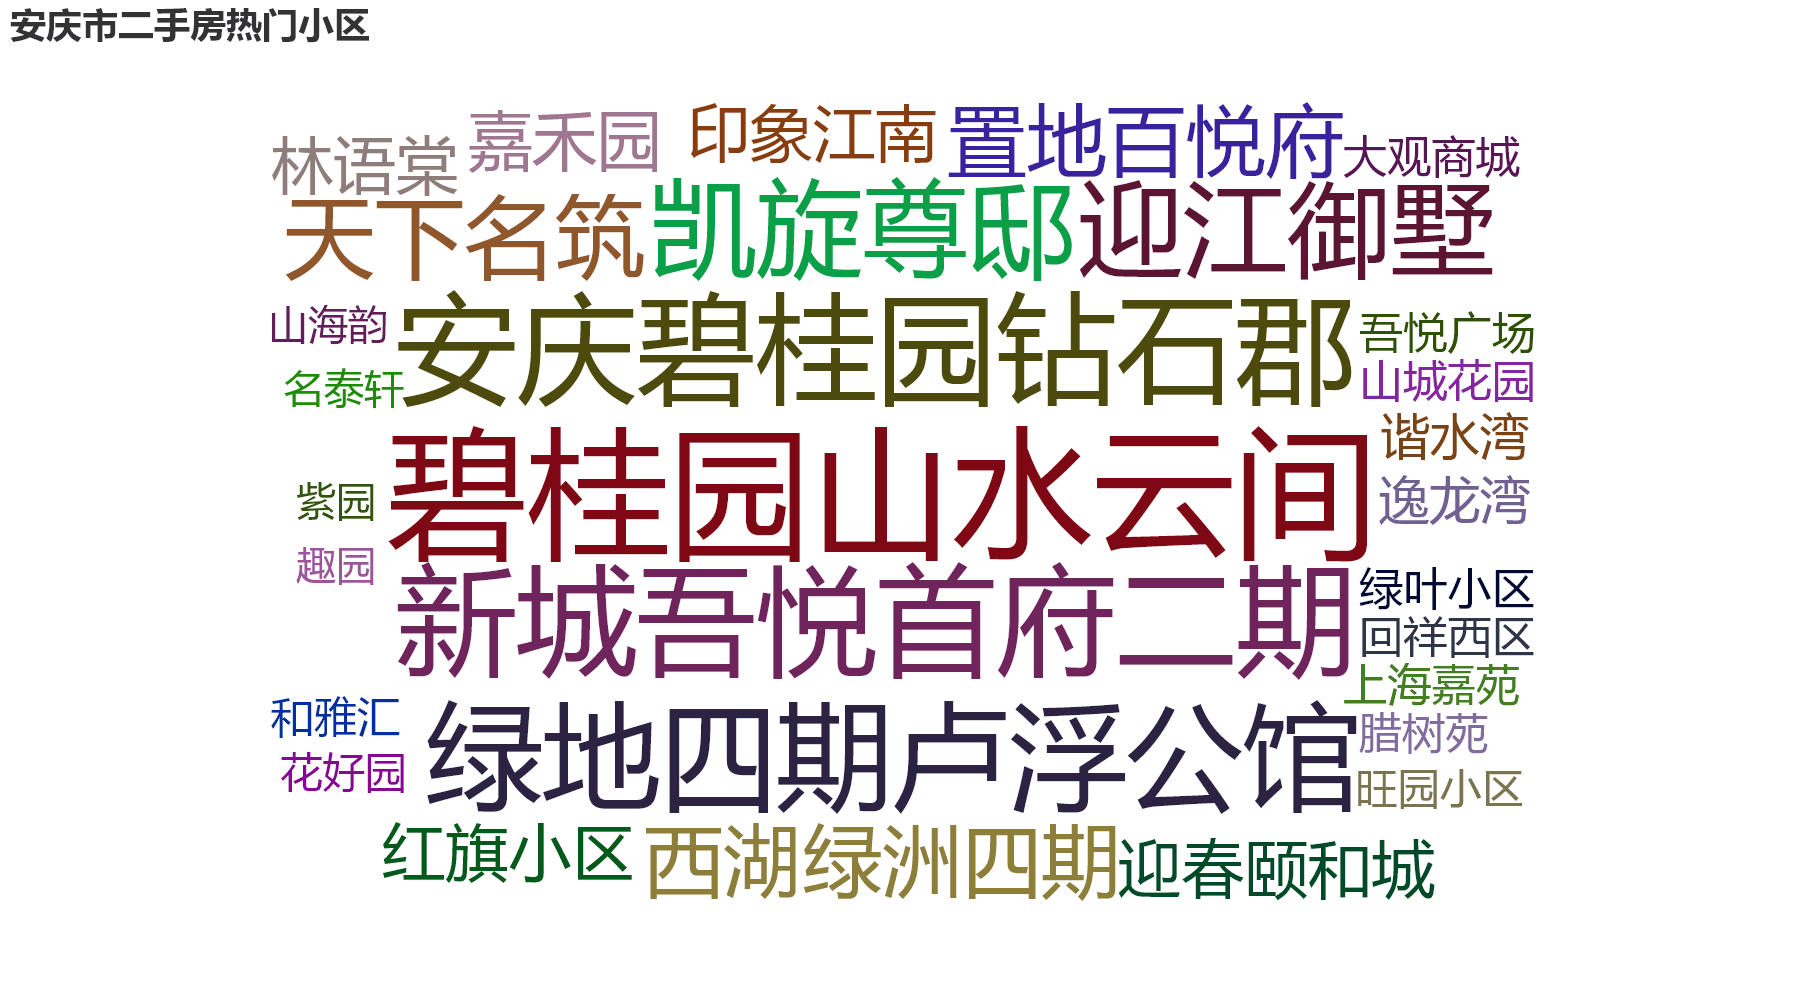 安庆市二手房热门小区
林语棠
嘉禾园
印象江南
置地百悦府
大观商城
天下名筑
凯旋尊邸
迎江御墅
山海韵
安庆碧桂园钻石郡
吾悦广场
名泰轩
山城花园
碧桂园山水云间
谐水湾
紫园
逸龙湾
趣园
新城吾悦首府二期
绿叶小区
回祥西区
上海嘉苑
和雅汇
绿地四期卢浮公馆
腊树苑
花好园
旺园小区
红旗小区
西湖绿洲四期
迎春颐和城